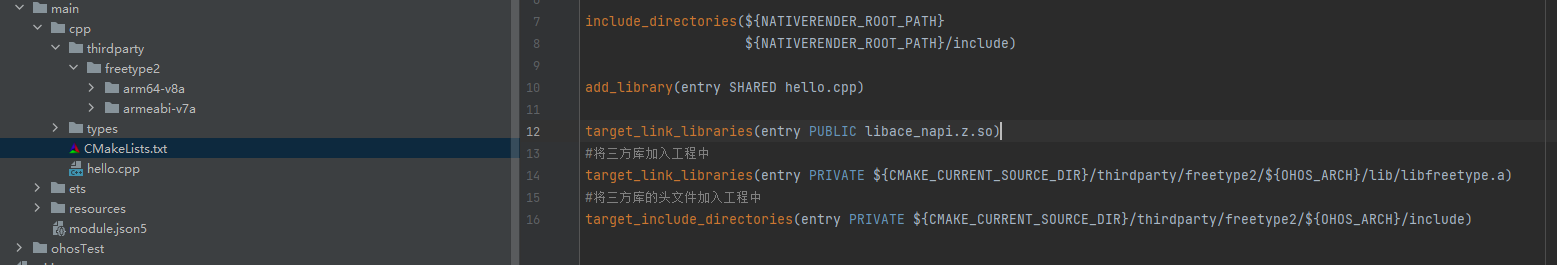 main
cpp
thirdparty
freetype2
arm64-v8a
armeabi-v7a
types
CMakeLists.txt
hello.cpp
ets
resources
module.json5
ohosTest
7 include_directories(${NATIVERENDER_ROOT_PATH}
8 ${NATIVERENDER_ROOT_PATH}/include)
9
10 add_library(entry SHARED hello.cpp)
11
12 target_link_libraries(entry PUBLIC libace_napi.z.so)
13 #将三方库加入工程中
14 target_link_libraries(entry PRIVATE ${CMAKE_CURRENT_SOURCE_DIR}/thirdparty/freetype2/${OHOS_ARCH}/lib/libfreetype.a)
15 #将三方库的头文件加入工程中
16 target_include_directories(entry PRIVATE ${CMAKE_CURRENT_SOURCE_DIR}/thirdparty/freetype2/${OHOS_ARCH}/include)